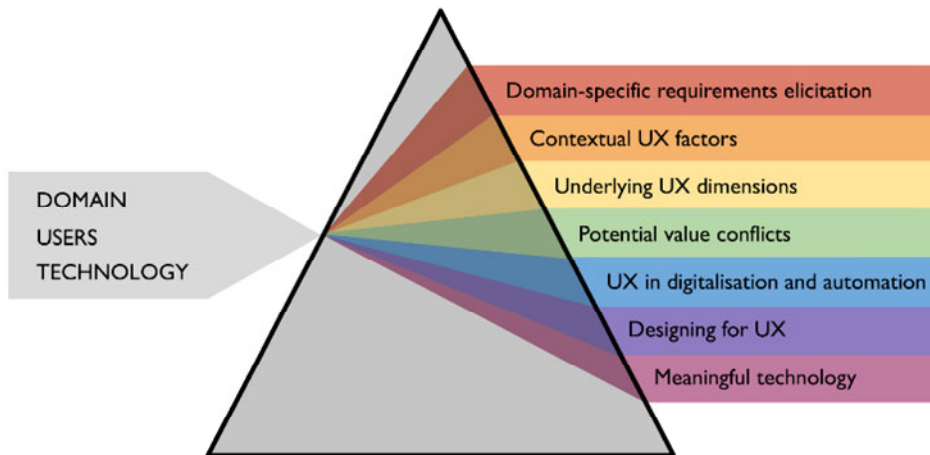 DOMAIN
USERS
TECHNOLOGY
Domain-specific requirements elicitation
Contextual UX factors
Underlying UX dimensions
Potential value conflicts
UX in digitalisation and automation
Designing for UX
Meaningful technology